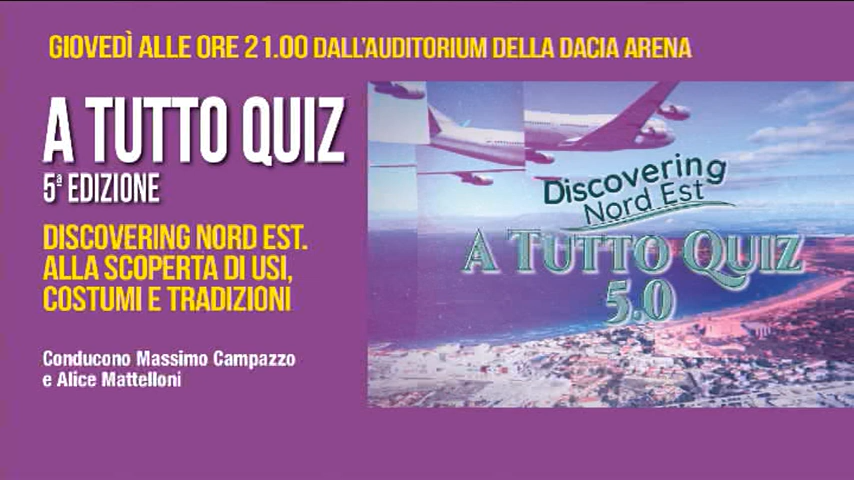 GIOVEDÌ ALLE ORE 21.00 DALL'AUDITORIUM DELLA DACIA ARENA
A TUTTO QUIZ
5ª EDIZIONE
DISCOVERING NORD EST.
ALLA SCOPERTA DI USI,
COSTUMI E TRADIZIONI
Conducono Massimo Campazzo
e Alice Mattelloni
Discovering
Nord Est
A TUTTO QUIZ
5.0